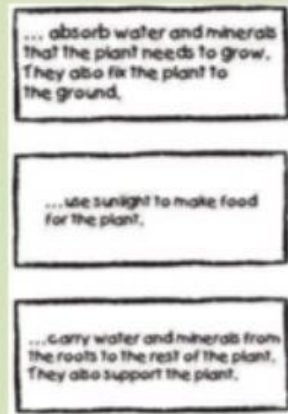 ... absorb water and minerals
that the plant needs to grow.
They also fix the plant to
the ground.
...use sunlight to make food
for the plant.
...carry water and minerals from
the roots to the rest of the plant.
They also support the plant.